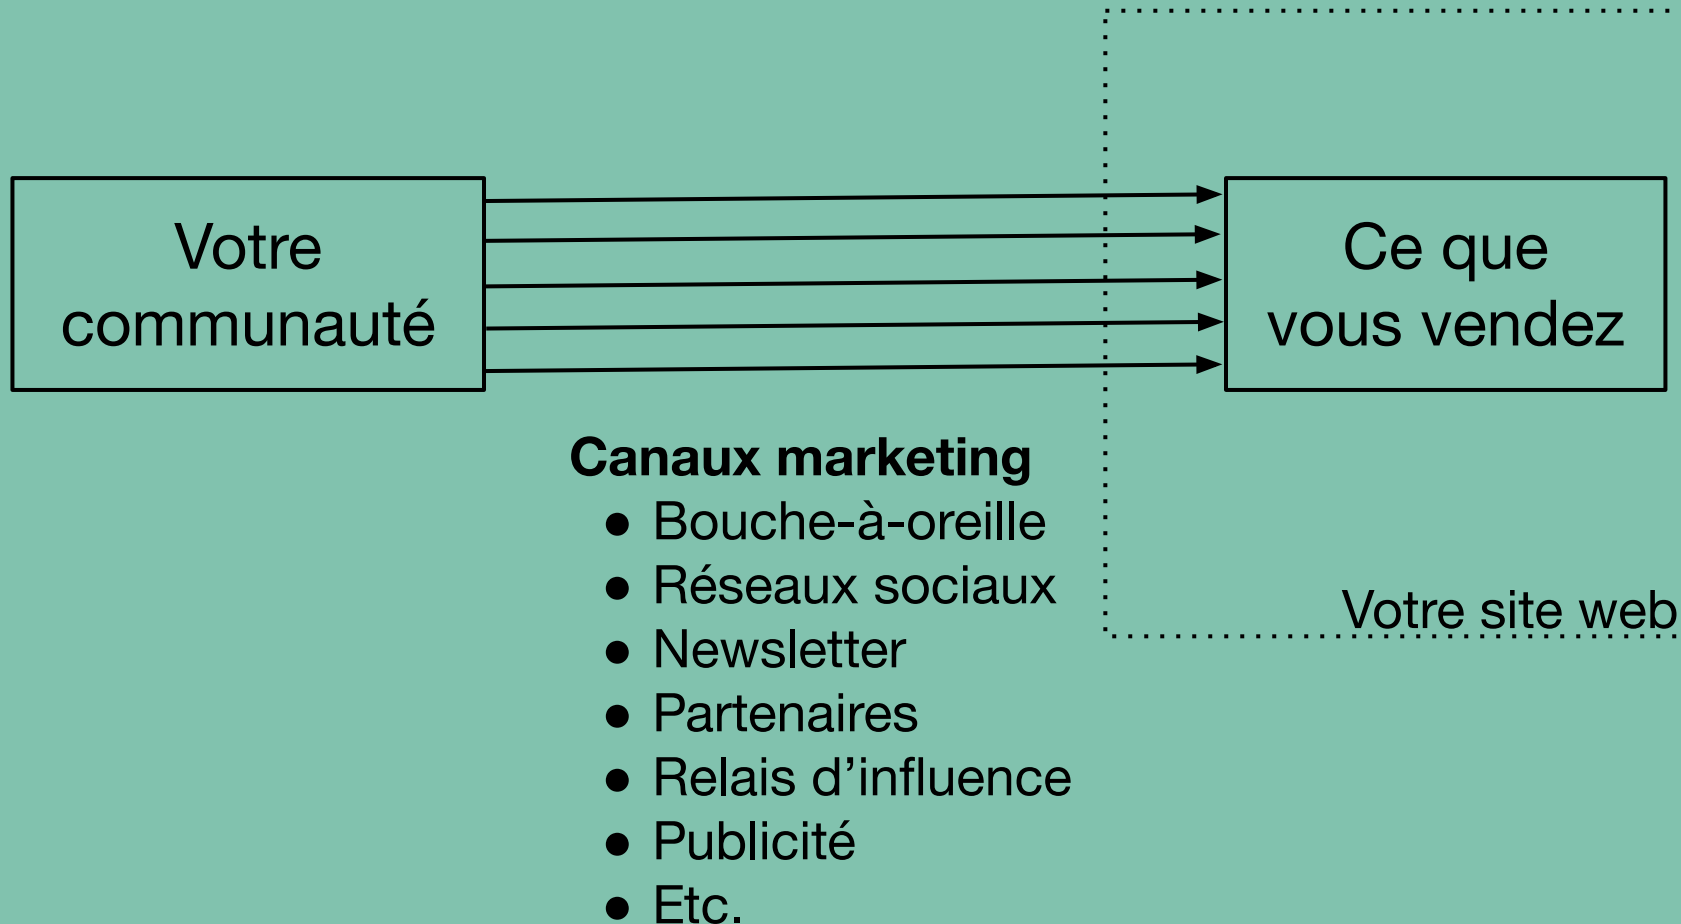 Votre
communauté
Ce que
vous vendez
Canaux marketing
● Bouche-à-oreille
● Réseaux sociaux
● Newsletter
● Partenaires
● Relais d’influence
● Publicité
● Etc.
Votre site web